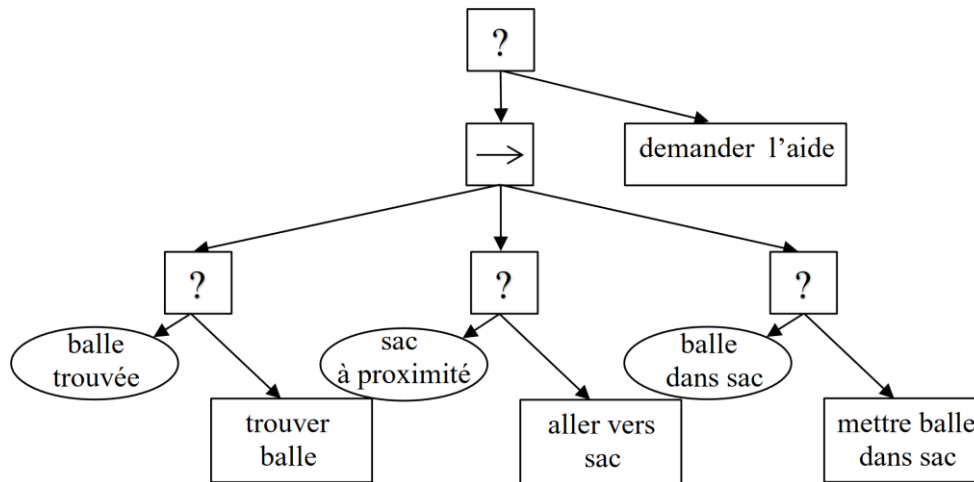 ?
→
demander l'aide
?
?
?
balle
trouvée
sac
à proximité
balle
dans sac
trouver
balle
aller vers
sac
mettre balle
dans sac